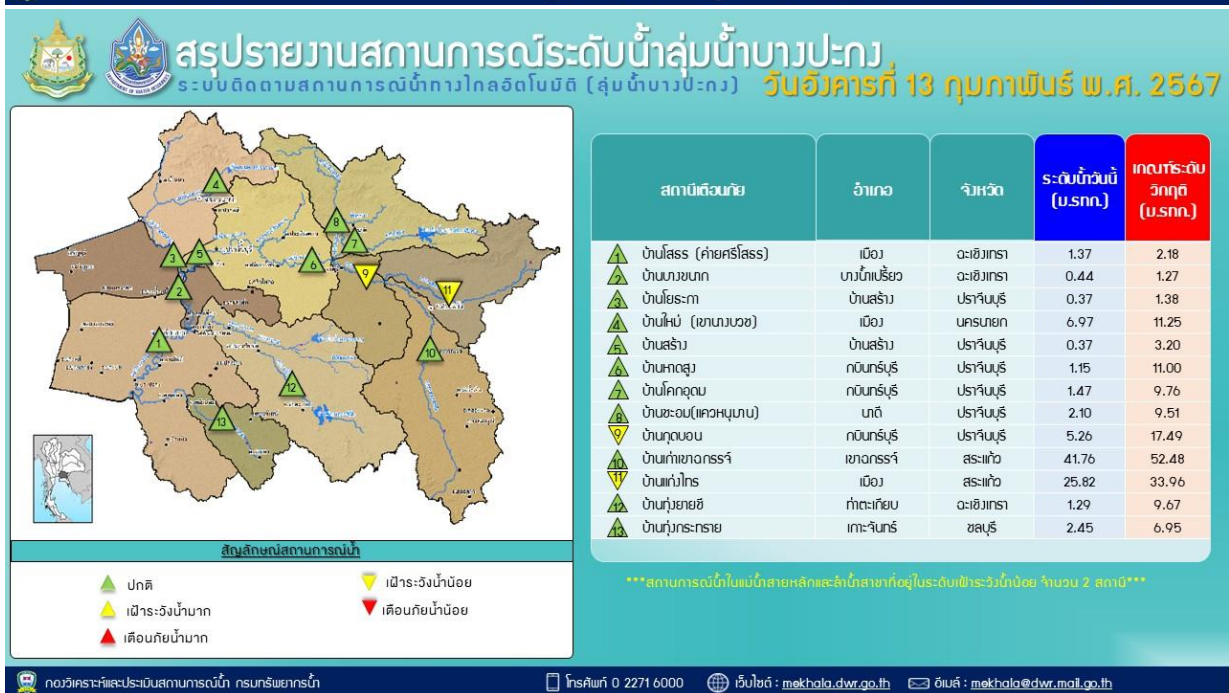 สรุปรายงานสถานการณ์ระดับน้ำลุ่มน้ำบางปะกง
ระบบติดตามสถานการณ์น้ำทางไกลอัตโนมัติ (ลุ่มน้ำบางปะกง)
วันอังคารที่ 13 กุมภาพันธ์ พ.ศ. 2567
สถานีเตือนภัย อำเภอ จังหวัด ระดับน้ำวันนี้ (ม.รทก.) เกณฑ์ระดับวิกฤติ (ม.รทก.)
1 บ้านโสธร (ค่ายศรีโสธร) เมือง ฉะเชิงเทรา 1.37 2.18
2 บ้านบางขนาก บางน้ำเปรี้ยว ฉะเชิงเทรา 0.44 1.27
3 บ้านโยธะกา บ้านสร้าง ปราจีนบุรี 0.37 1.38
4 บ้านใหม่ (เขานางบวช) เมือง นครนายก 6.97 11.25
5 บ้านสร้าง บ้านสร้าง ปราจีนบุรี 0.37 3.20
6 บ้านหาดสูง กบินทร์บุรี ปราจีนบุรี 1.15 11.00
7 บ้านโคกอุดม กบินทร์บุรี ปราจีนบุรี 1.47 9.76
8 บ้านชะอม(แควหนุมาน) นาดี ปราจีนบุรี 2.10 9.51
9 บ้านกุดบอน กบินทร์บุรี ปราจีนบุรี 5.26 17.49
10 บ้านเก่าเขาฉกรรจ์ เขาฉกรรจ์ สระแก้ว 41.76 52.48
11 บ้านแก่งไทร เมือง สระแก้ว 25.82 33.96
12 บ้านทุ่งยายชี ท่าตะเกียบ ฉะเชิงเทรา 1.29 9.67
13 บ้านทุ่งกระทราย เกาะจันทร์ ชลบุรี 2.45 6.95
***สถานการณ์น้ำในแม่น้ำสายหลักและลำน้ำสาขาที่อยู่ในระดับเฝ้าระวังน้ำน้อย จำนวน 2 สถานี***
4
8
7
3
5
6
9
2
11
1
10
12
13
สัญลักษณ์สถานการณ์น้ำ
ปกติ
เฝ้าระวังน้ำน้อย
เฝ้าระวังน้ำมาก
เตือนภัยน้ำน้อย
เตือนภัยน้ำมาก
กองวิเคราะห์และประเมินสถานการณ์น้ำ กรมทรัพยากรน้ำ
โทรศัพท์ 0 2271 6000
เว็บไซต์ : mekhala.dwr.go.th
อีเมล์ : mekhala@dwr.mail.go.th